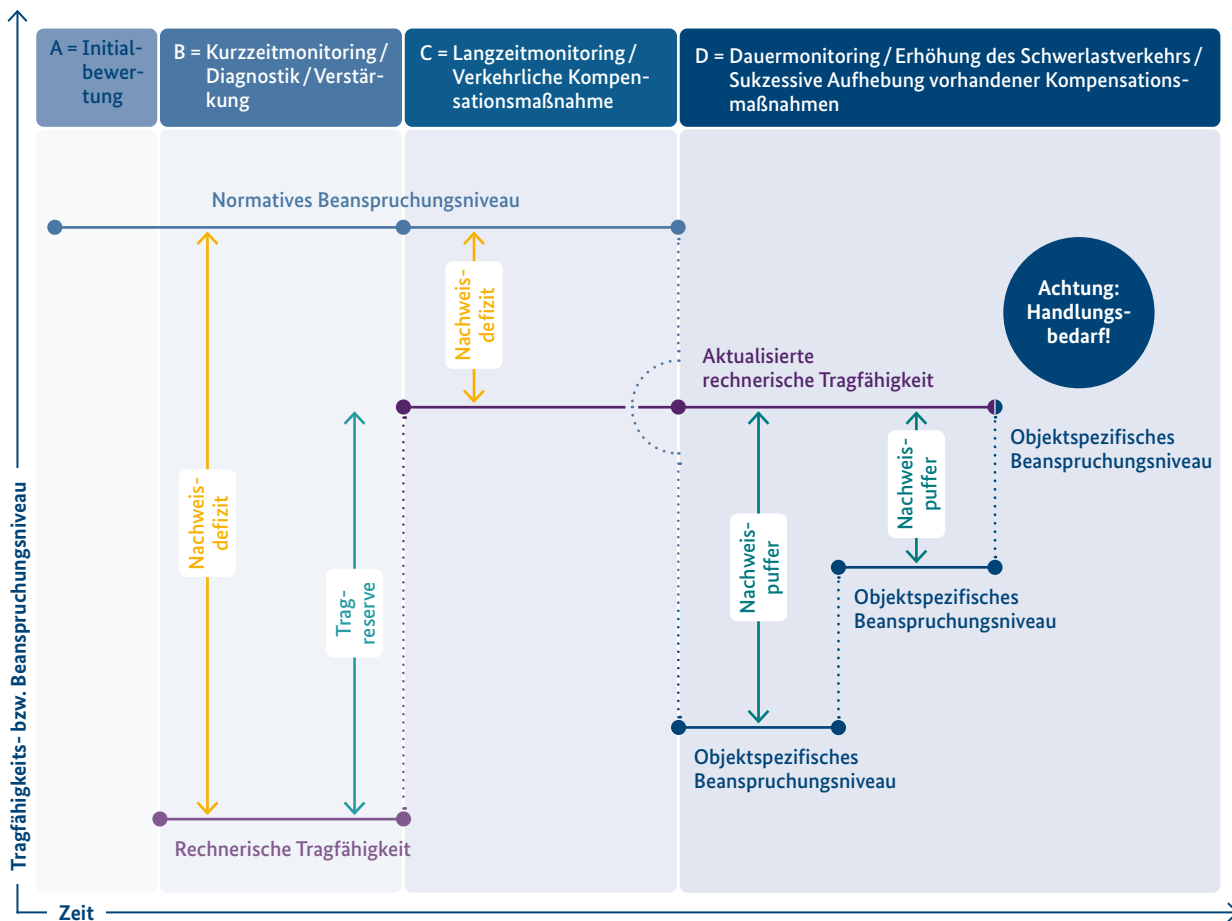 A = Initial-
bewer-
tung
B = Kurzzeitmonitoring /
Diagnostik / Verstär-
kung
C = Langzeitmonitoring /
Verkehrliche Kompen-
sationsmaßnahme
D = Dauermonitoring / Erhöhung des Schwerlastverkehrs /
Sukzessive Aufhebung vorhandener Kompensations-
maßnahmen
Normatives Beanspruchungsniveau
Nachweis-
defizit
Nachweis-
defizit
Achtung:
Handlungs-
bedarf!
Aktualisierte
rechnerische Tragfähigkeit
Objektspezifisches
Beanspruchungsniveau
Nachweis-
puffer
Nachweis-
puffer
Trag-
reserve
Objektspezifisches
Beanspruchungsniveau
Objektspezifisches
Beanspruchungsniveau
Rechnerische Tragfähigkeit
Tragfähigkeits- bzw. Beanspruchungsniveau
Zeit